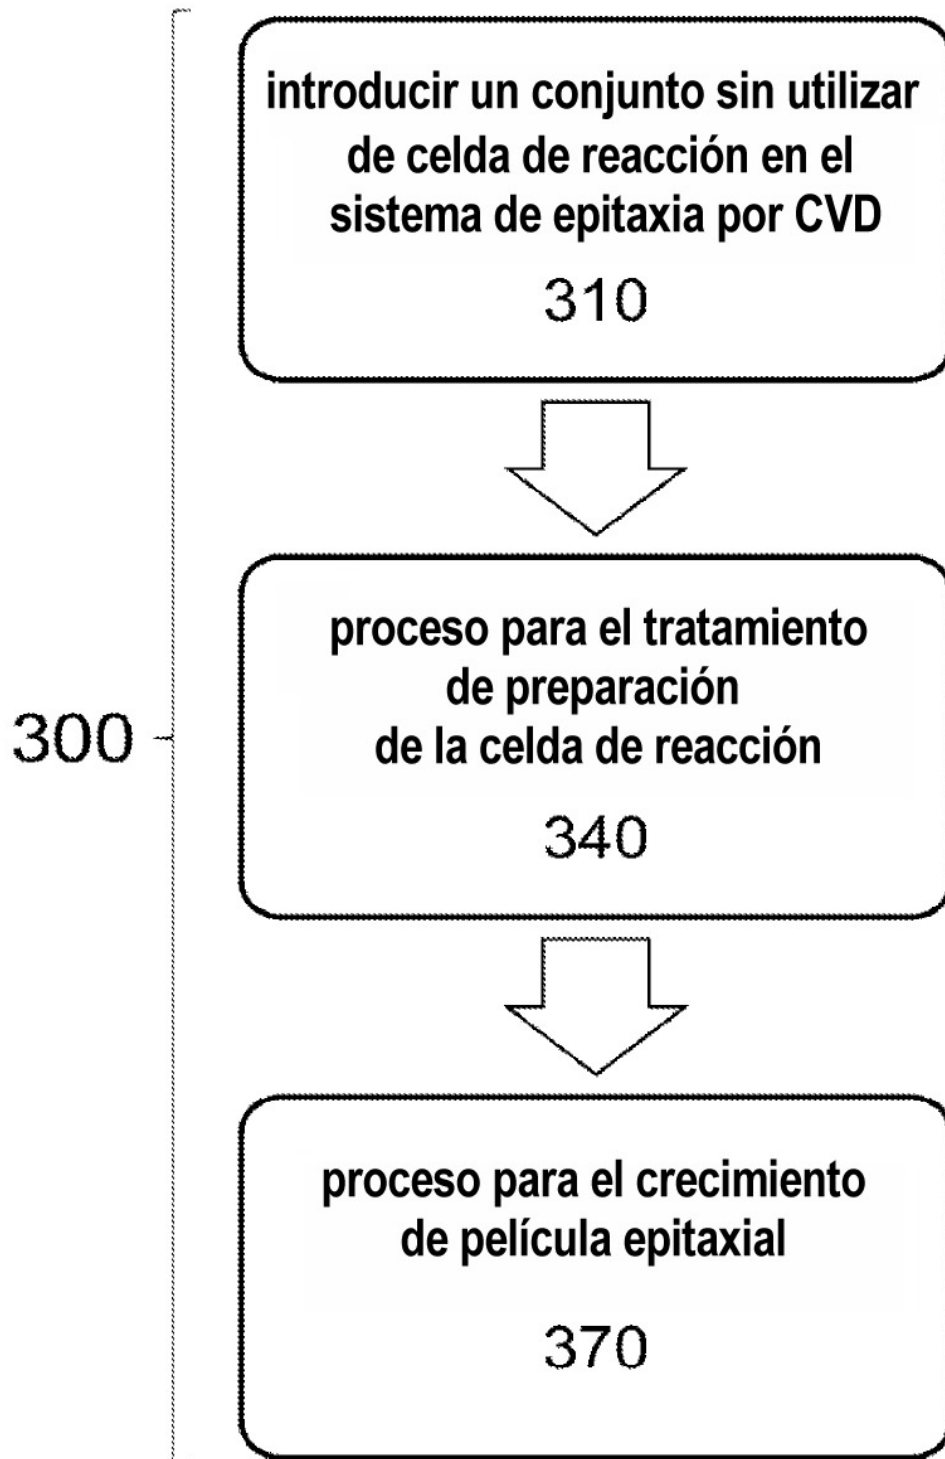 introducir un conjunto sin utilizar
de celda de reacción en el
sistema de epitaxia por CVD
310
proceso para el tratamiento
de preparación
de la celda de reacción
300
340
proceso para el crecimiento
de película epitaxial
370